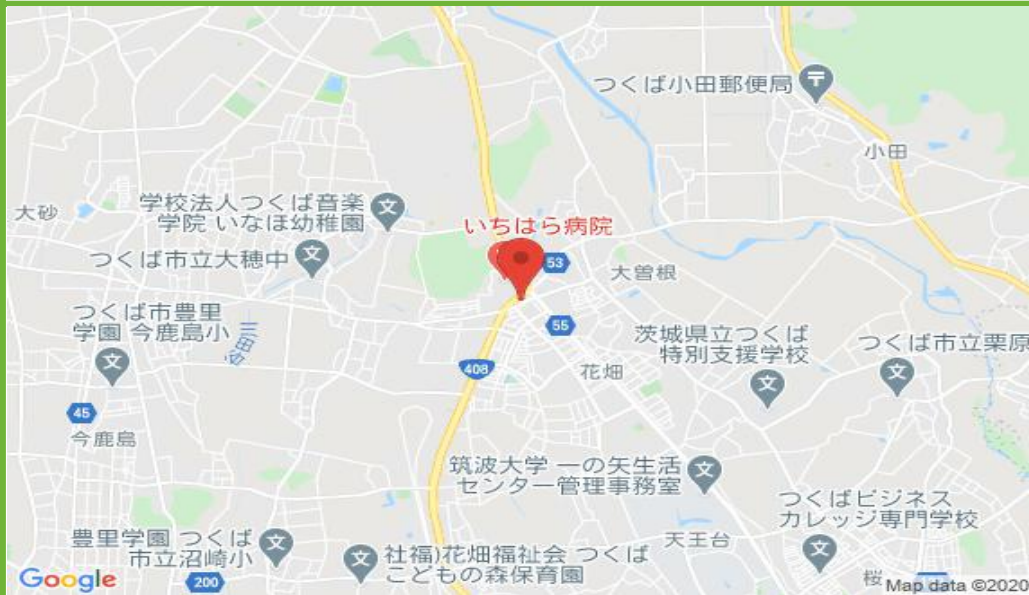 つくば小田郵便局
小田
大砂
学校法人つくば音楽
学院 いなほ幼稚園
いちはら病院
つくば市立大穂中
53
大曽根
つくば市豊里
学園 今鹿島小
55
茨城県立つくば
特別支援学校
つくば市立栗原
408
花畑
45
今鹿島
筑波大学 一の矢生活
センター管理事務室
つくばビジネス
カレッジ専門学校
豊里学園 つくば
市立沼崎小
社福)花畑福祉会 つくば
こどもの森保育園
天王台
桜
Google
200
Map data ©2020